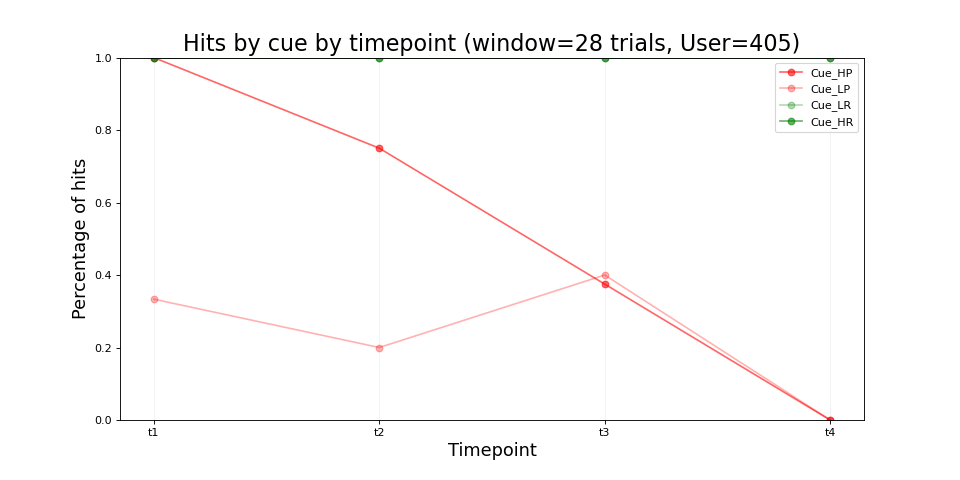 Hits by cue by timepoint (window=28 trials, User=405)
Percentage of hits
1.0
0.8
0.6
0.4
0.2
0.0
t1
t2
t3
t4
Timepoint
Cue_HP
Cue_LP
Cue_LR
Cue_HR